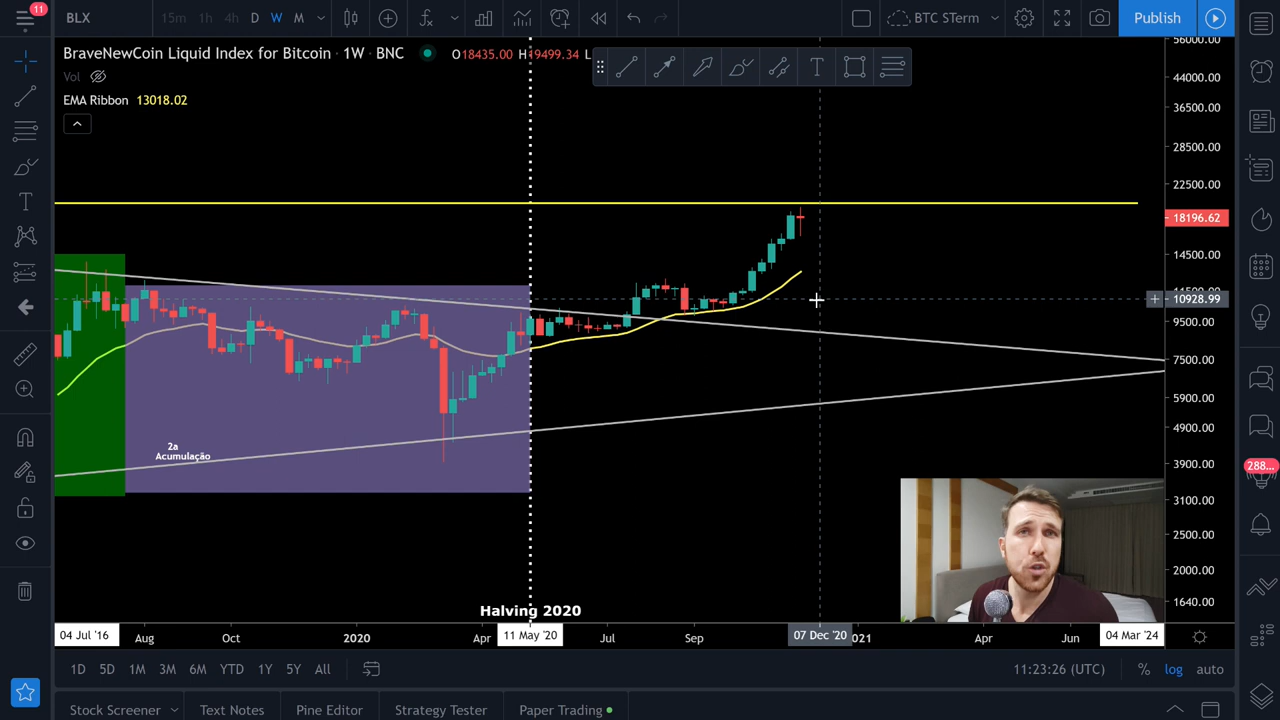 11
BLX
15m 1h 4h D W M
BTC STerm
Publish
BraveNewCoin Liquid Index for Bitcoin · 1W · BNC
O18435.00 H19499.34 L
Vol
EMA Ribbon 13018.02
56000.00
44000.00
36500.00
28500.00
22500.00
18196.62
14500.00
10928.99
9500.00
7500.00
5900.00
4900.00
3900.00
3100.00
2500.00
2000.00
1640.00
288...
2a
Acumulação
Halving 2020
04 Jul '16 Aug Oct 2020 Apr 11 May '20 Jul Sep 07 Dec '20 2021 Apr Jun 04 Mar '24
1D 5D 1M 3M 6M YTD 1Y 5Y All
11:23:26 (UTC) % log auto
Stock Screener Text Notes Pine Editor Strategy Tester Paper Trading